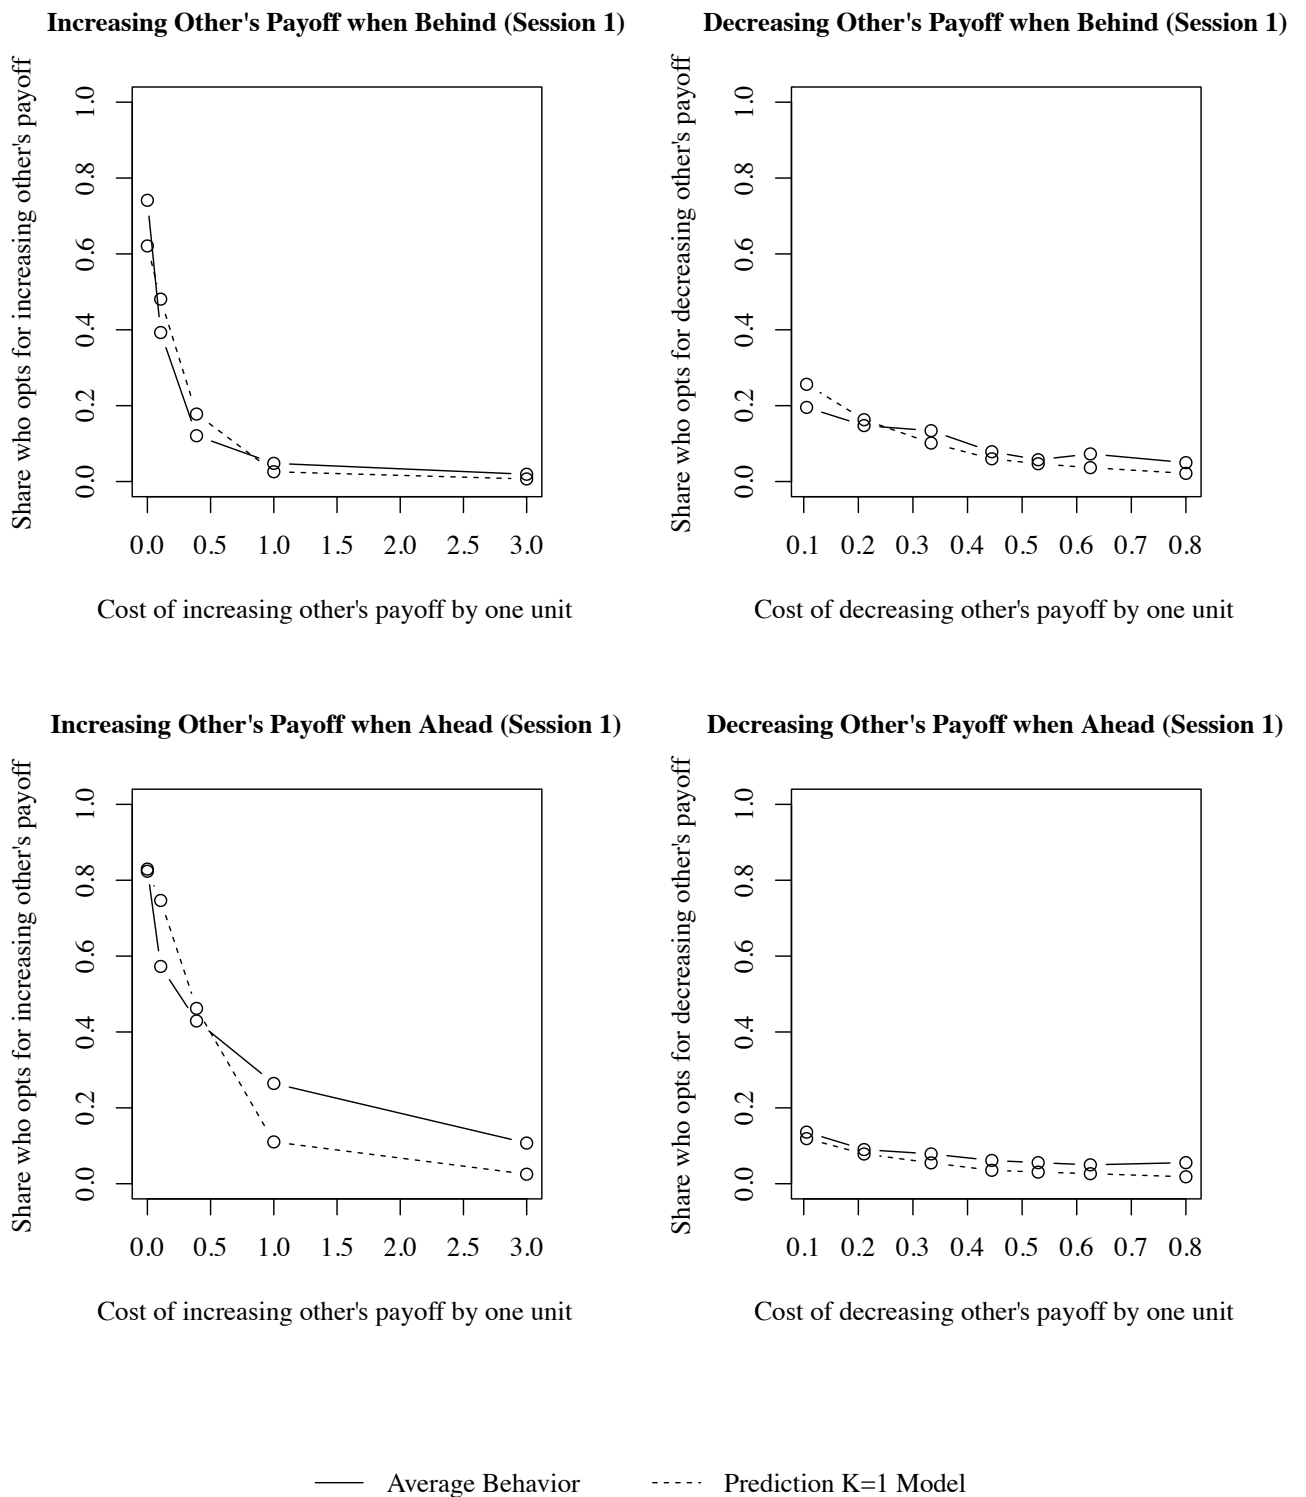 Increasing Other's Payoff when Behind (Session 1)
Share who opts for increasing other's payoff
1.0
0.8
0.6
0.4
0.2
0.0
0.0 0.5 1.0 1.5 2.0 2.5 3.0
Cost of increasing other's payoff by one unit
Decreasing Other's Payoff when Behind (Session 1)
Share who opts for decreasing other's payoff
1.0
0.8
0.6
0.4
0.2
0.0
0.1 0.2 0.3 0.4 0.5 0.6 0.7 0.8
Cost of decreasing other's payoff by one unit
Increasing Other's Payoff when Ahead (Session 1)
Share who opts for increasing other's payoff
1.0
0.8
0.6
0.4
0.2
0.0
0.0 0.5 1.0 1.5 2.0 2.5 3.0
Cost of increasing other's payoff by one unit
Decreasing Other's Payoff when Ahead (Session 1)
Share who opts for decreasing other's payoff
1.0
0.8
0.6
0.4
0.2
0.0
0.1 0.2 0.3 0.4 0.5 0.6 0.7 0.8
Cost of decreasing other's payoff by one unit
Average Behavior
Prediction K=1 Model